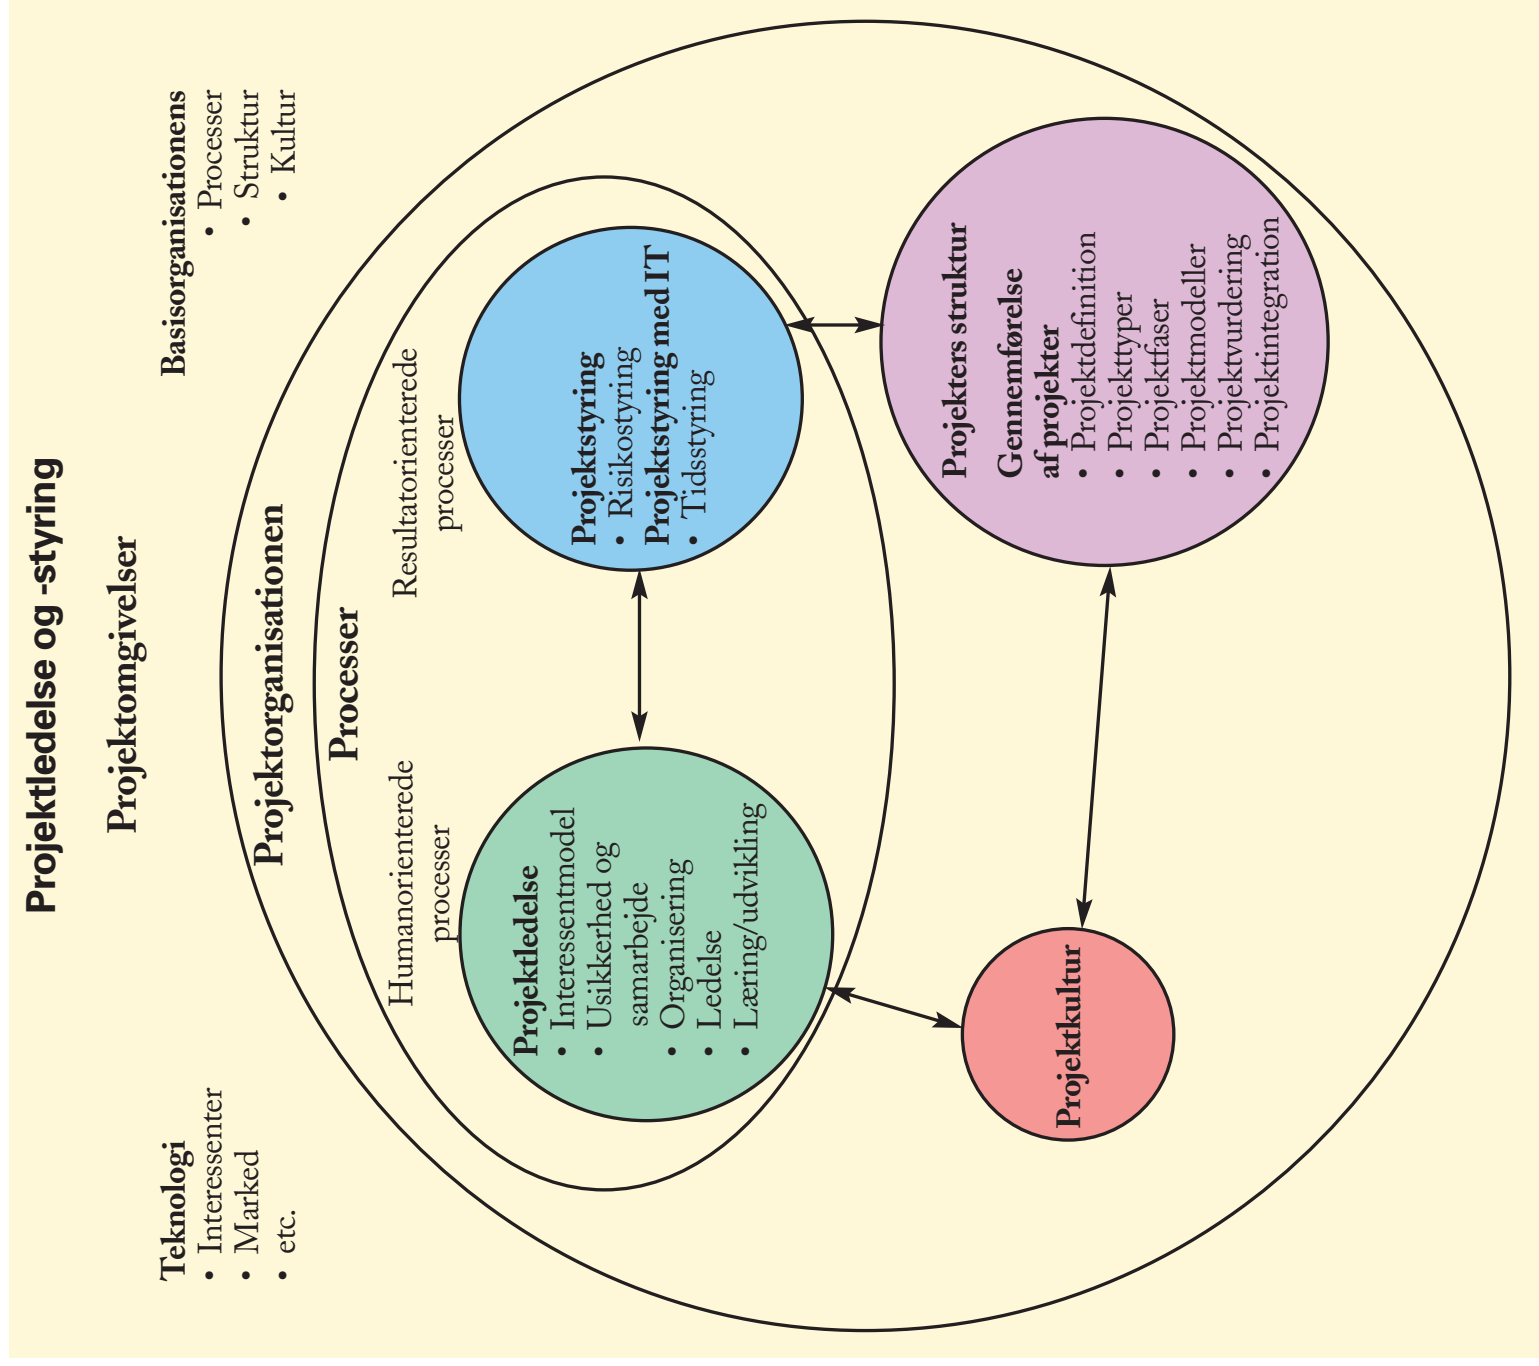 Projektledelse og -styring
Projektomgivelser
Teknologi
• Interessenter
• Marked
• etc.
Basisorganisationens
• Processer
• Struktur
• Kultur
Projektorganisationen
Processer
Humanorienterede
processer
Resultatorienterede
processer
Projektledelse
• Interessentmodel
• Usikkerhed og
samarbejde
• Organisering
• Ledelse
• Læring/udvikling
Projektstyring
• Risikostyring
Projektstyring med IT
• Tidsstyring
Projektkultur
Projekters struktur
Gennemførelse
af projekter
• Projektdefinition
• Projekttyper
• Projektfaser
• Projektmodeller
• Projektvurdering
• Projektintegration